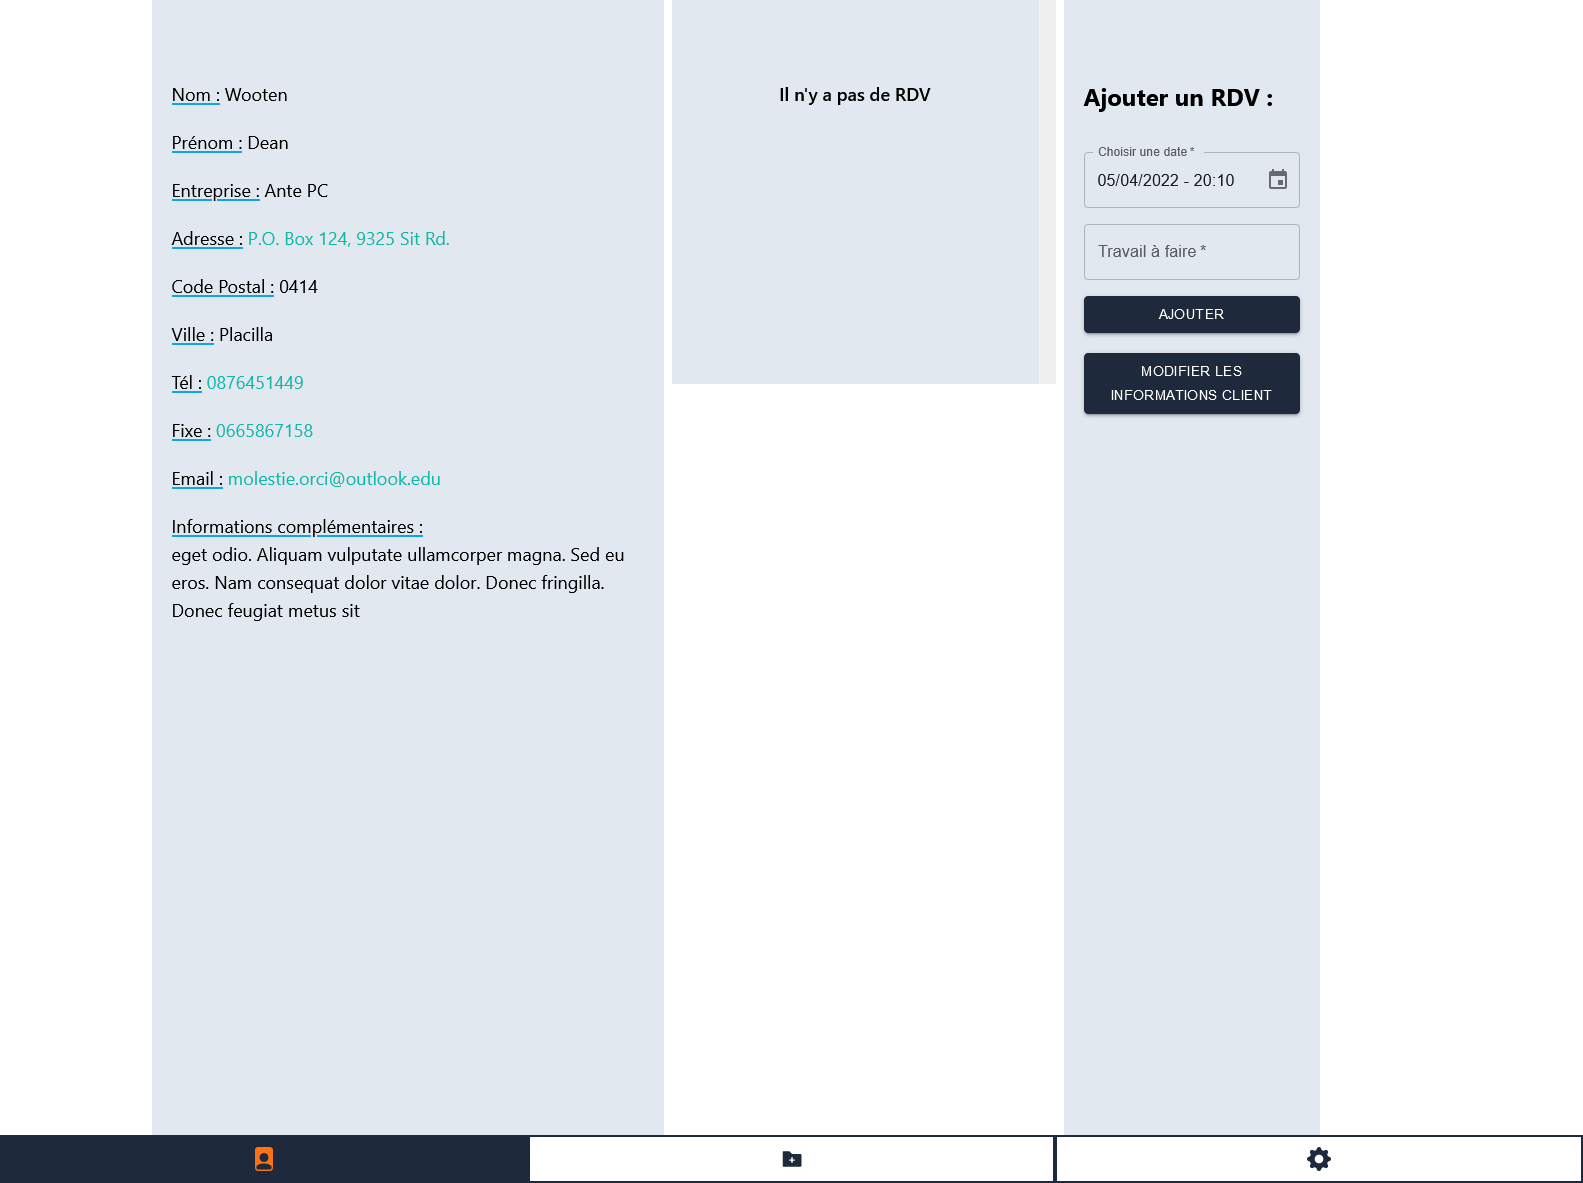 Nom : Wooten
Prénom : Dean
Entreprise : Ante PC
Adresse : P.O. Box 124, 9325 Sit Rd.
Code Postal : 0414
Ville : Placilla
Tél : 0876451449
Fixe : 0665867158
Email : molestie.orci@outlook.edu
Informations complémentaires :
eget odio. Aliquam vulputate ullamcorper magna. Sed eu
eros. Nam consequat dolor vitae dolor. Donec fringilla.
Donec feugiat metus sit
Il n'y a pas de RDV
Ajouter un RDV :
Choisir une date *
05/04/2022 - 20:10
Travail à faire *
AJOUTER
MODIFIER LES
INFORMATIONS CLIENT